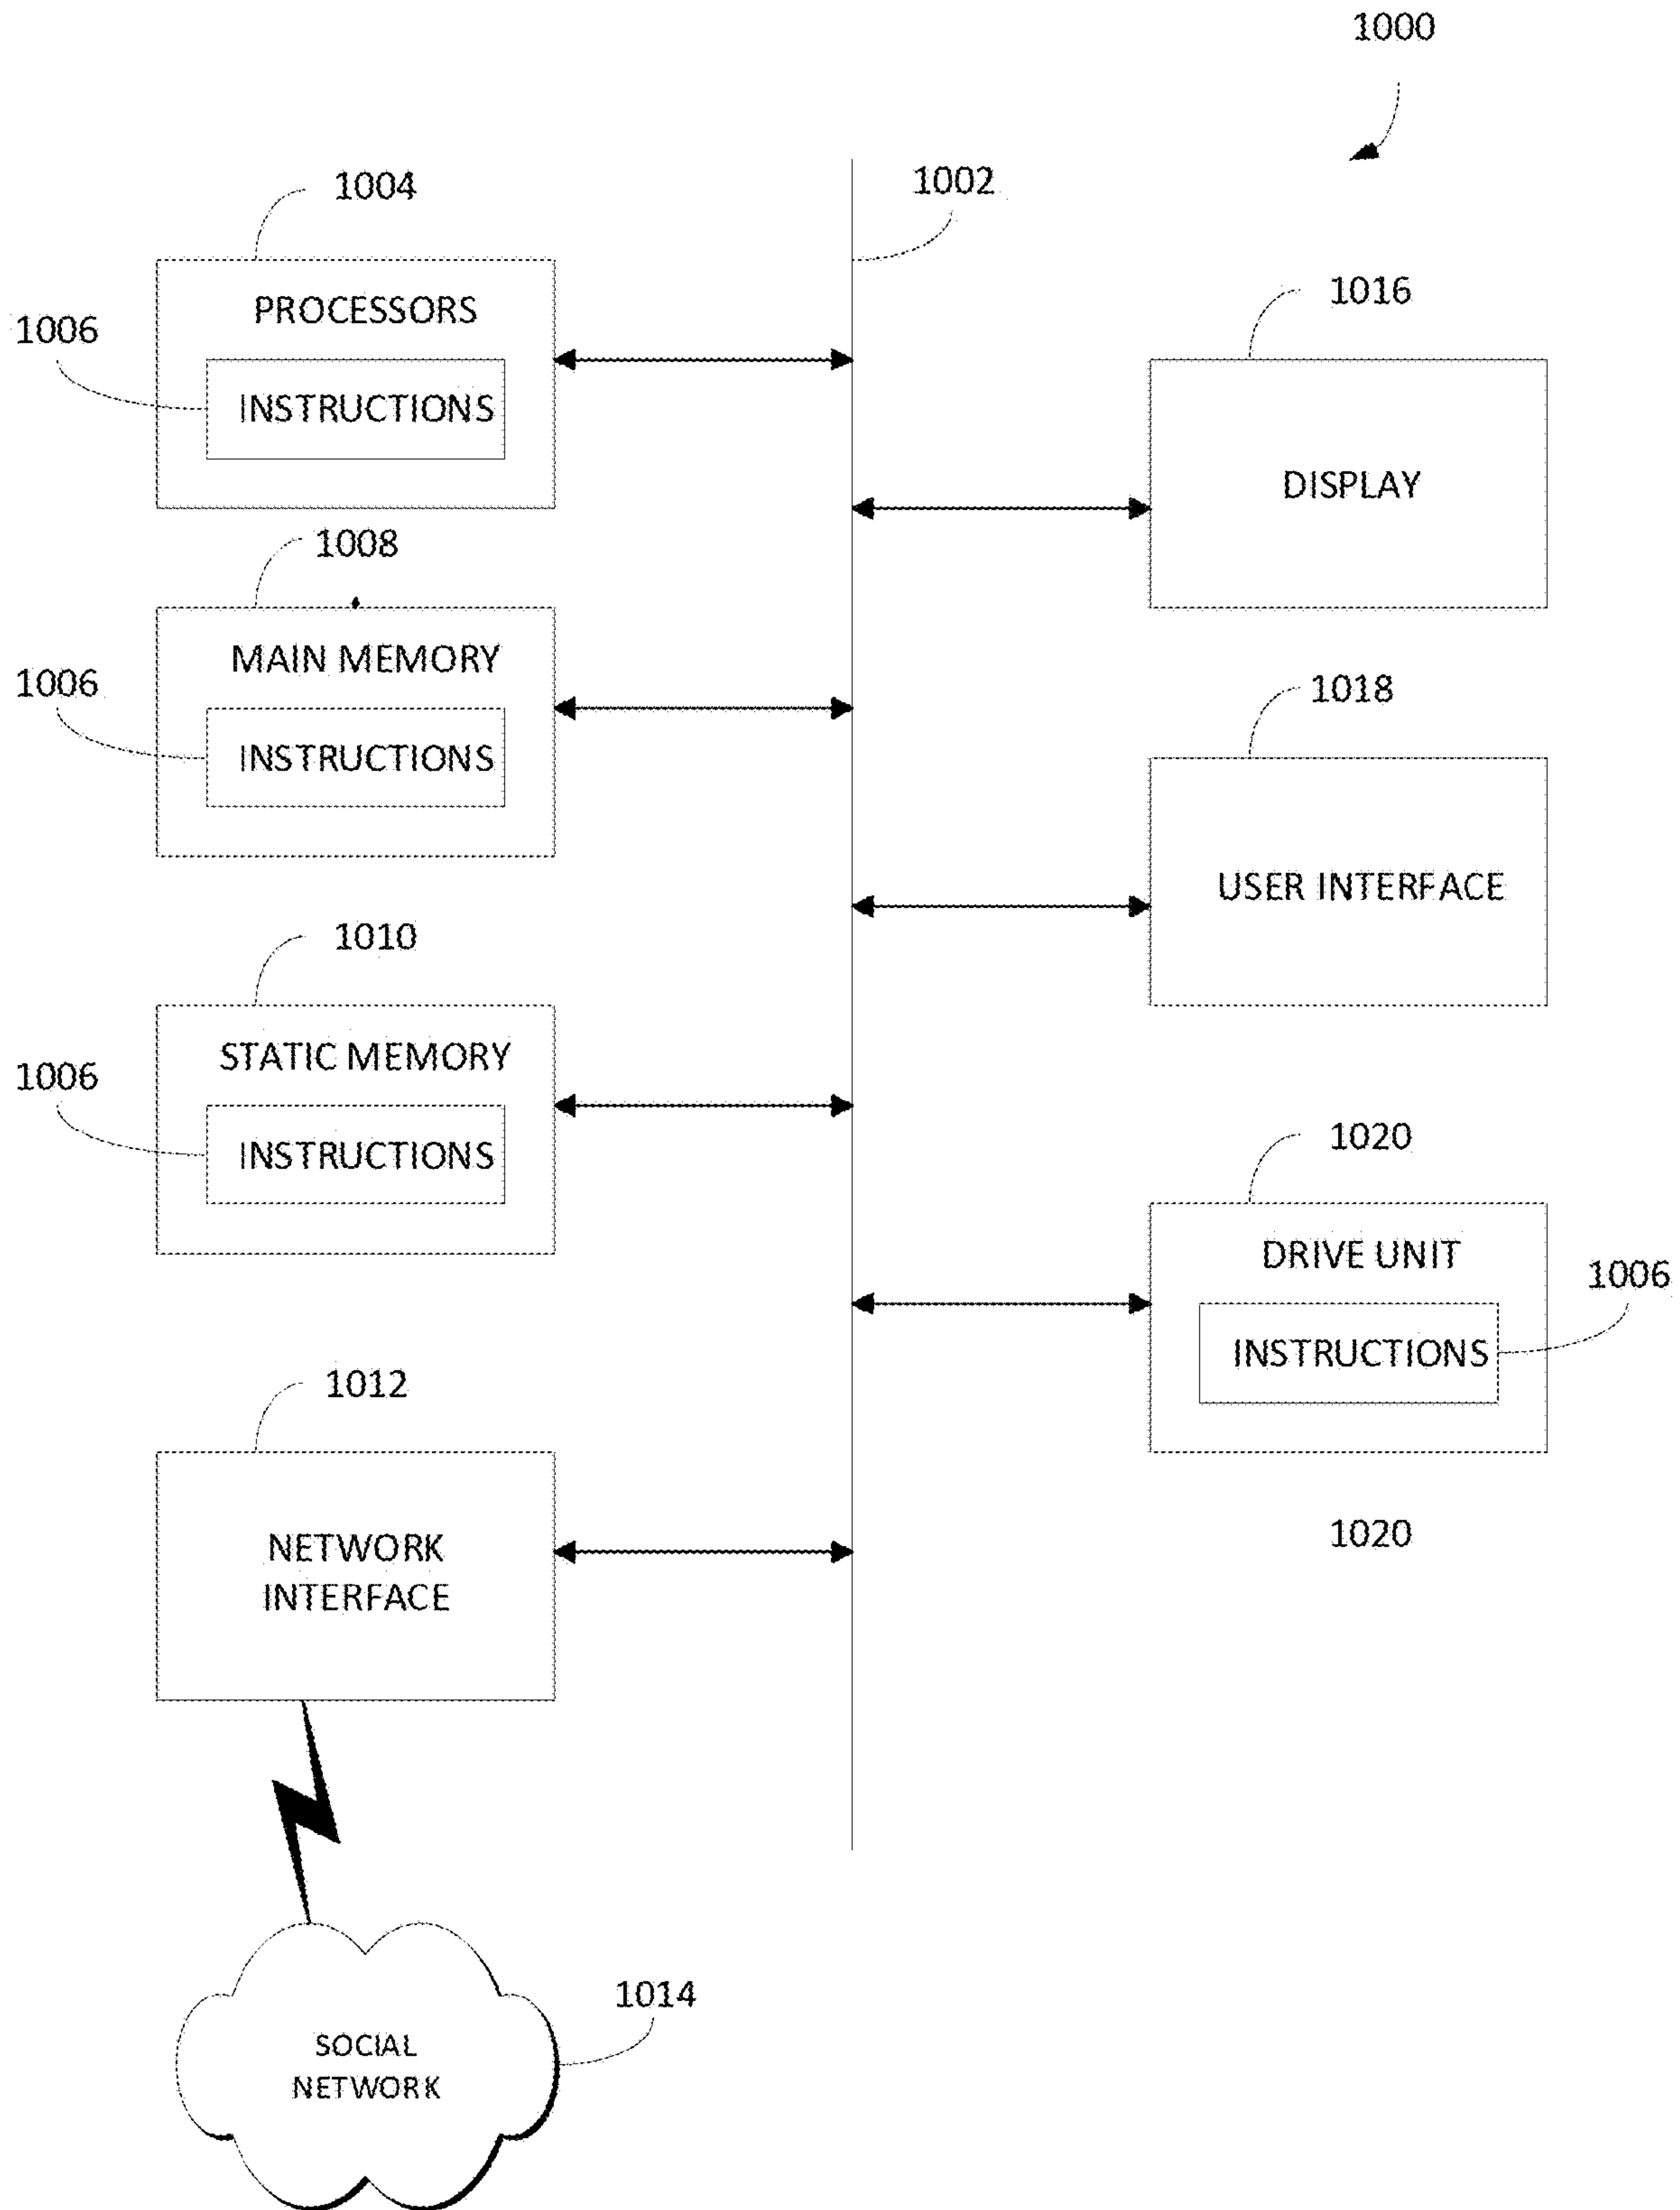 1000
1004
1002
PROCESSORS
1016
1006
INSTRUCTIONS
DISPLAY
1008
MAIN MEMORY
1006
1018
INSTRUCTIONS
USER INTERFACE
1010
STATIC MEMORY
1006
1020
INSTRUCTIONS
DRIVE UNIT
1006
INSTRUCTIONS
1012
1020
NETWORK
INTERFACE
1014
SOCIAL
NETWORK